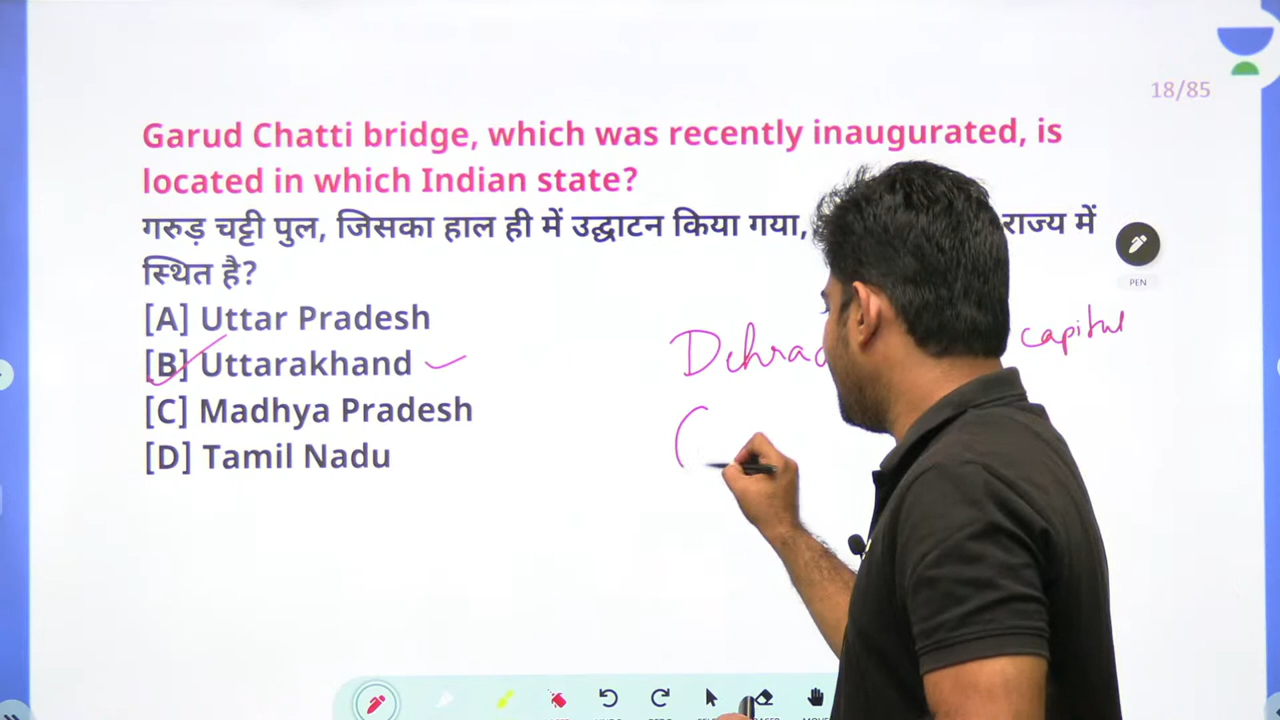 18/85
Garud Chatti bridge, which was recently inaugurated, is
located in which Indian state?
गरुड़ चट्टी पुल, जिसका हाल ही में उद्घाटन किया गया, राज्य में
स्थित है?
PEN
[A] Uttar Pradesh
[B] Uttarakhand
[C] Madhya Pradesh
[D] Tamil Nadu
capital